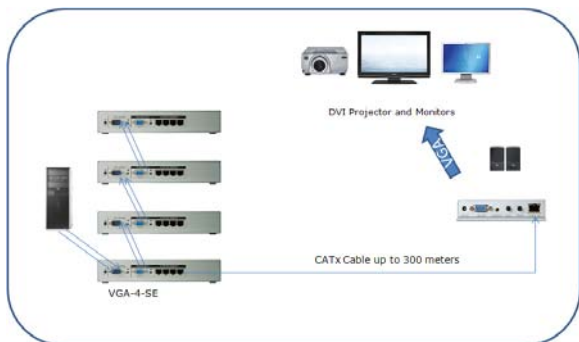 DVI Projector and Monitors
VGA
CATx Cable up to 300 meters
VGA-4-SE